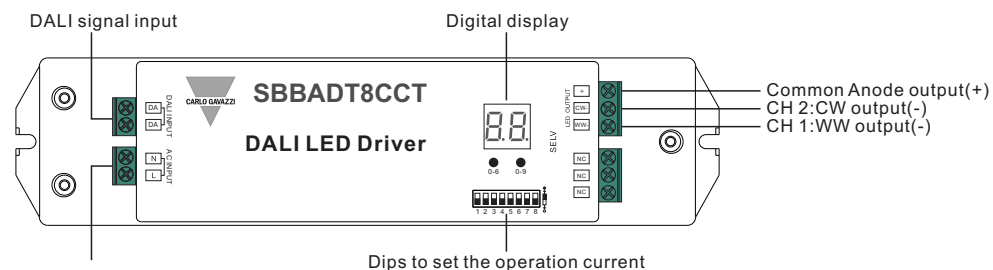 DALI signal input
Digital display
DA
DA
DALI INPUT
N
L
AC INPUT
CARLO GAVAZZI
SBBADT8CCT
DALI LED Driver
88.
0-6
0-9
1 2 3 4 5 6 7 8
SELV
LED OUTPUT
+
CW-
WW-
NC
NC
NC
Common Anode output(+)
CH 2:CW output(-)
CH 1:WW output(-)
Dips to set the operation current